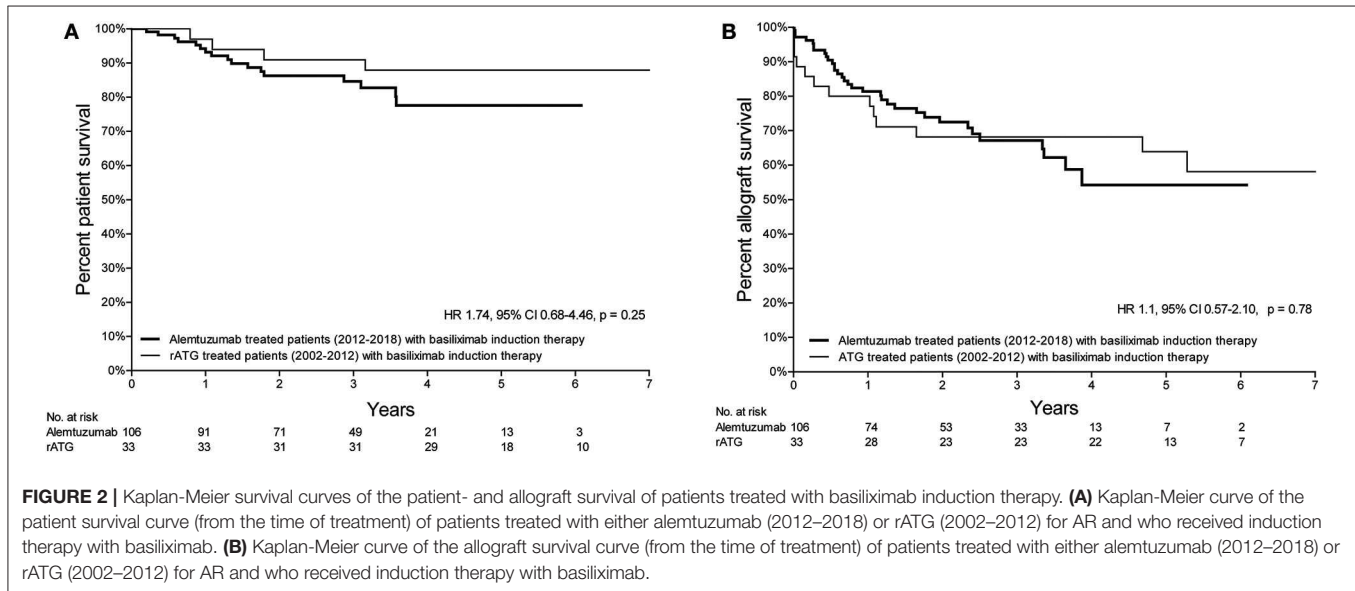 A
100%
90%
80%
70%
60%
50%
40%
30%
20%
10%
0%
Percent patient survival
HR 1.74, 95% CI 0.68-4.46, p = 0.25
Alemtuzumab treated patients (2012-2018) with basiliximab induction therapy
rATG treated patients (2002-2012) with basiliximab induction therapy
0 1 2 3 4 5 6 7
Years
No. at risk
Alemtuzumab 106 91 71 49 21 13 3
rATG 33 33 31 31 29 18 10
B
100%
90%
80%
70%
60%
50%
40%
30%
20%
10%
0%
Percent allograft survival
HR 1.1, 95% CI 0.57-2.10, p = 0.78
Alemtuzumab treated patients (2012-2018) with basiliximab induction therapy
ATG treated patients (2002-2012) with basiliximab induction therapy
0 1 2 3 4 5 6 7
Years
No. at risk
Alemtuzumab 106 74 53 33 13 7 2
rATG 33 28 23 23 22 13 7
FIGURE 2 | Kaplan-Meier survival curves of the patient- and allograft survival of patients treated with basiliximab induction therapy. (A) Kaplan-Meier curve of the
patient survival curve (from the time of treatment) of patients treated with either alemtuzumab (2012–2018) or rATG (2002–2012) for AR and who received induction
therapy with basiliximab. (B) Kaplan-Meier curve of the allograft survival curve (from the time of treatment) of patients treated with either alemtuzumab (2012–2018) or
rATG (2002–2012) for AR and who received induction therapy with basiliximab.